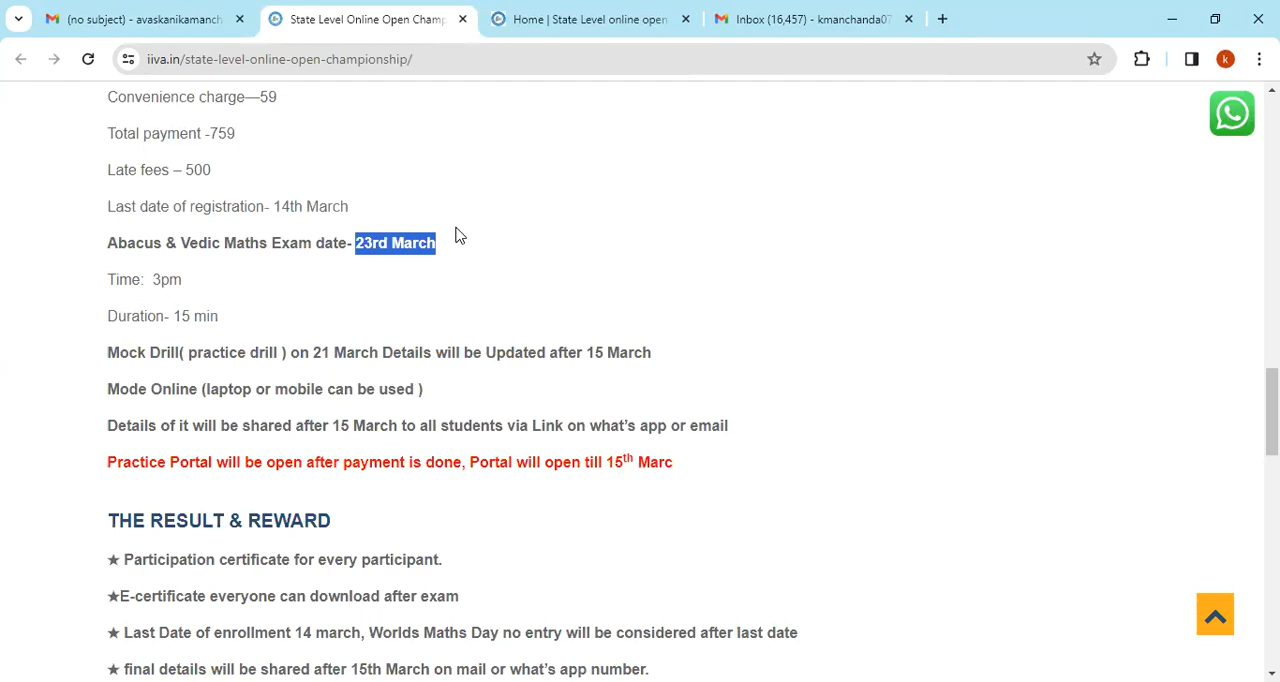 (no subject) - avaskanikamanch
State Level Online Open Champ
Home | State Level online open
Inbox (16,457) - kmanchanda07
iiva.in/state-level-online-open-championship/
k
Convenience charge—59
Total payment -759
Late fees – 500
Last date of registration- 14th March
Abacus & Vedic Maths Exam date- 23rd March
Time:  3pm
Duration- 15 min
Mock Drill( practice drill ) on 21 March Details will be Updated after 15 March
Mode Online (laptop or mobile can be used )
Details of it will be shared after 15 March to all students via Link on what’s app or email
Practice Portal will be open after payment is done, Portal will open till 15th Marc
THE RESULT & REWARD
★ Participation certificate for every participant.
★E-certificate everyone can download after exam
★ Last Date of enrollment 14 march, Worlds Maths Day no entry will be considered after last date
★ final details will be shared after 15th March on mail or what’s app number.